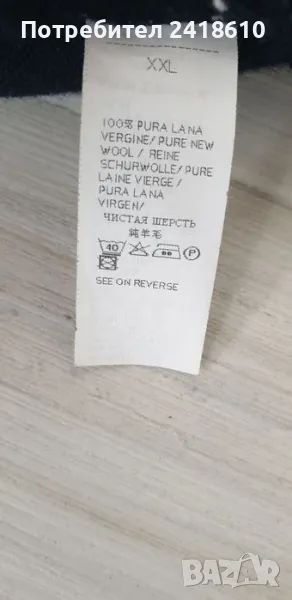 Потребител 2418610
XXL
100% PURA LANA
VERGINE/ PURE NEW
WOOL / REINE
SCHURWOLLE/ PURE
LAINE VIERGE /
PURA LANA
VIRGEN/
ЧИСТАЯ ШЕРСТЬ
純羊毛
40 P
SEE ON REVERSE
BAZAR